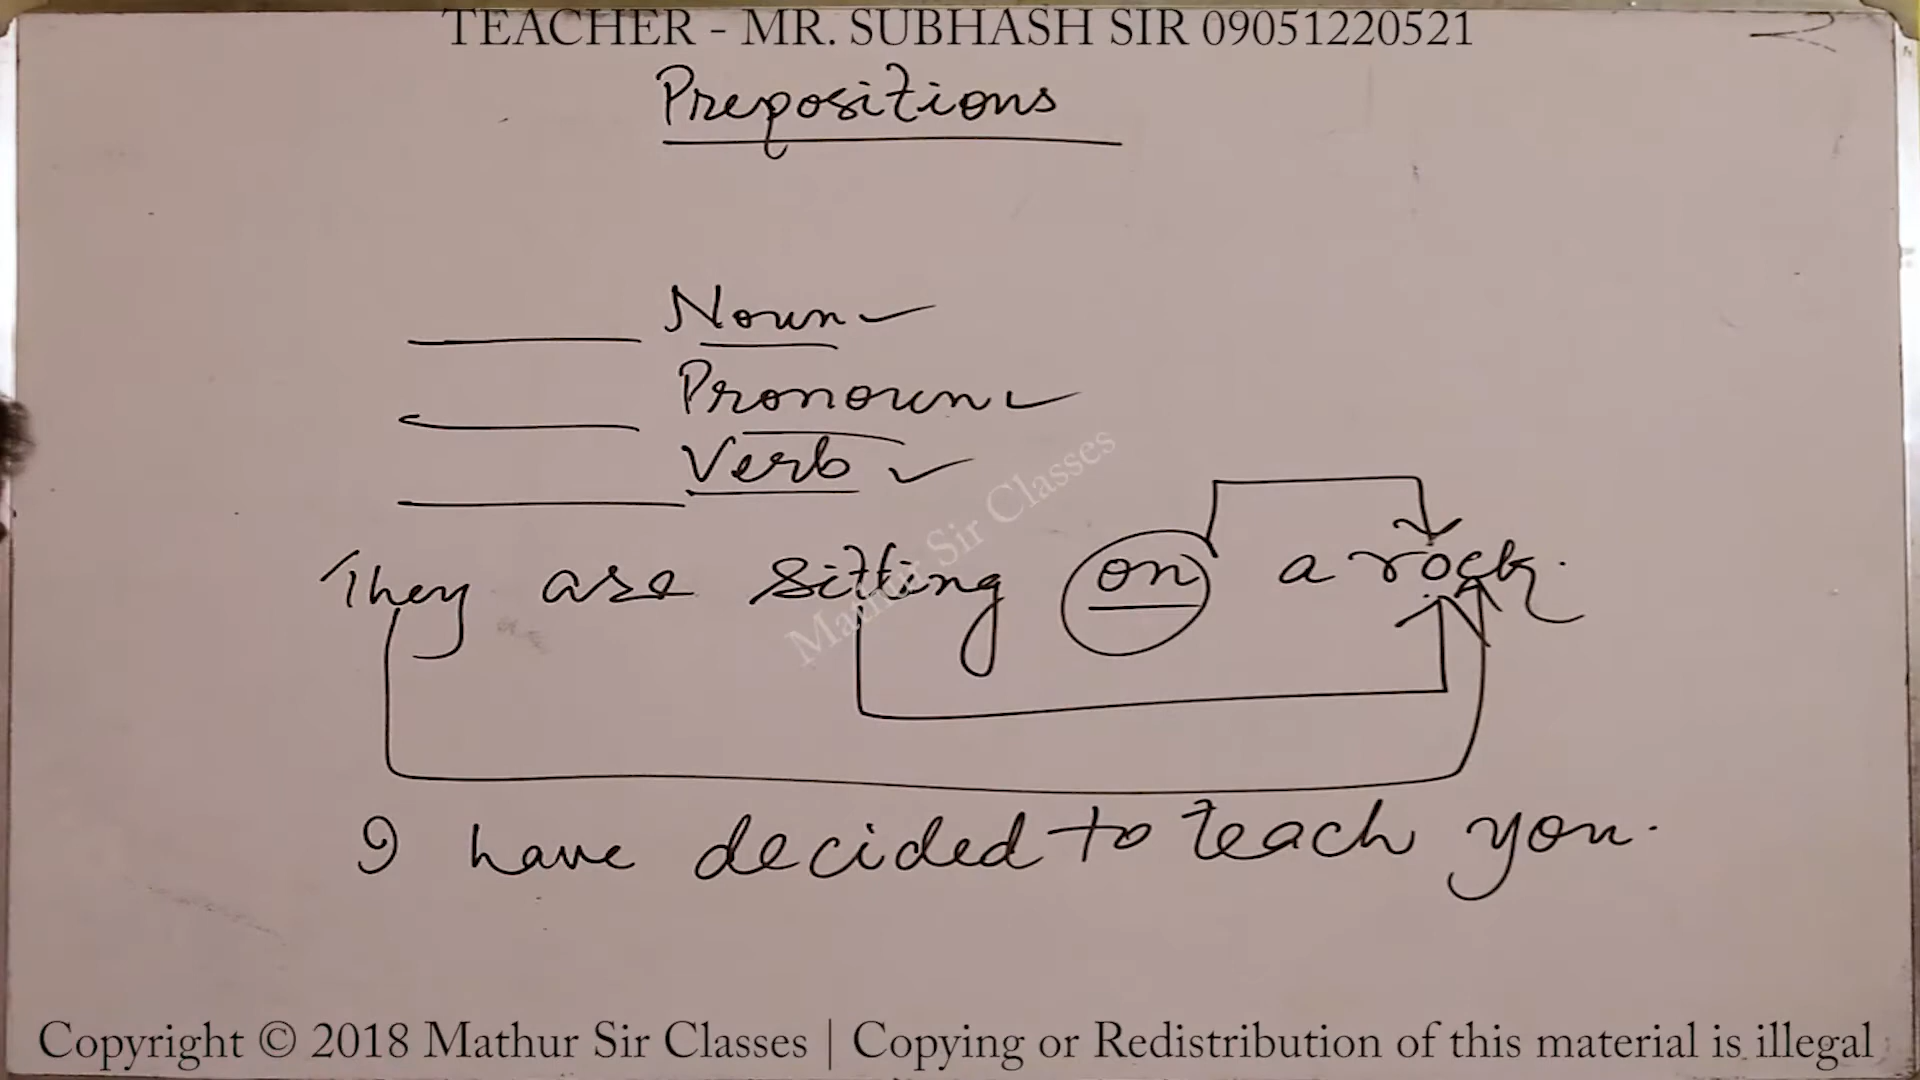 TEACHER - MR. SUBHASH SIR 09051220521
Prepositions
Noun
Pronoun
Verb
They are sitting on a rock.
I have decided to teach you.
Mathur Sir Classes
Copyright © 2018 Mathur Sir Classes | Copying or Redistribution of this material is illegal